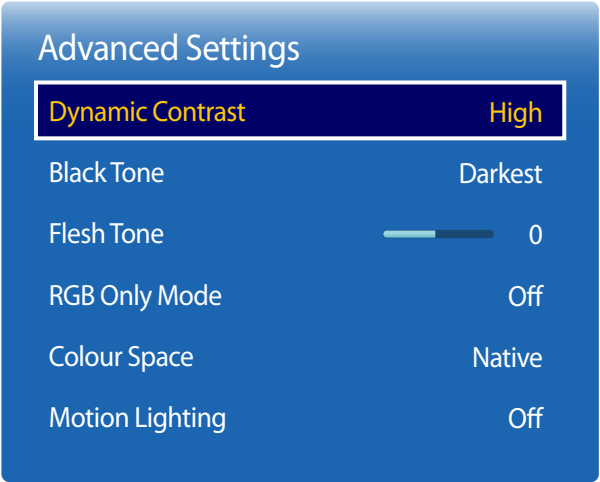 Advanced Settings
Dynamic Contrast High
Black Tone Darkest
Flesh Tone 0
RGB Only Mode Off
Colour Space Native
Motion Lighting Off